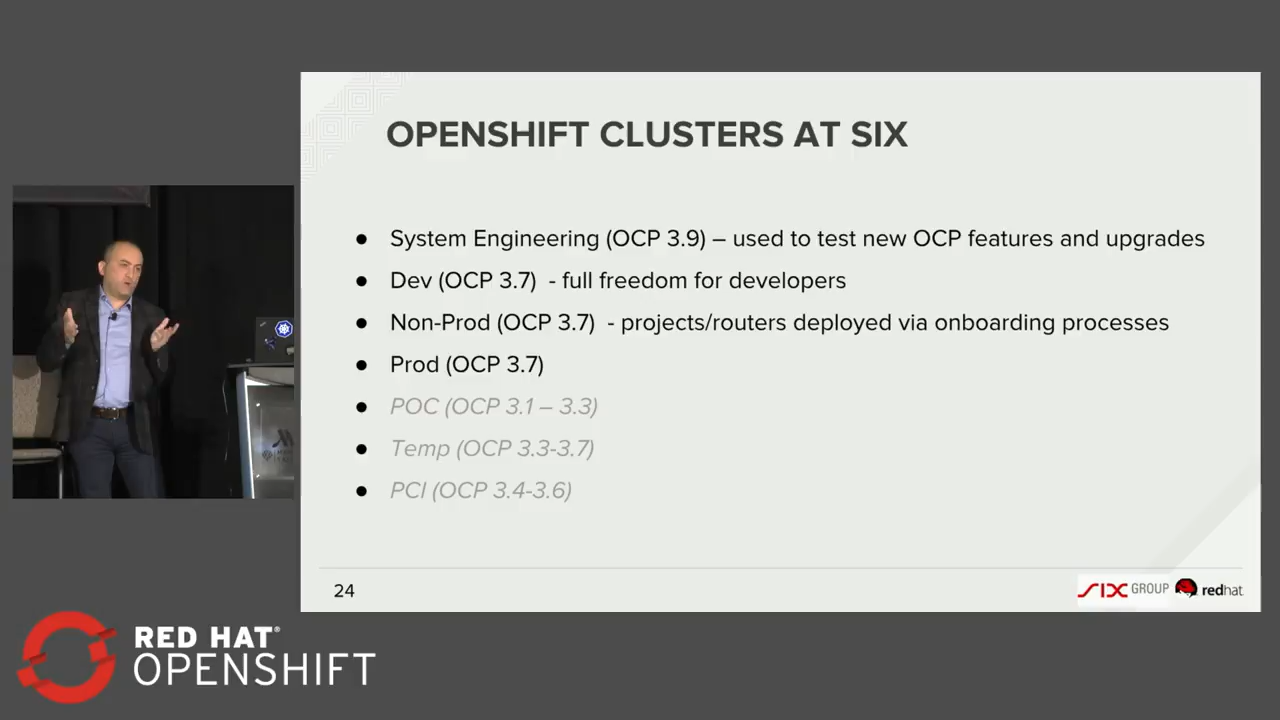 OPENSHIFT CLUSTERS AT SIX
● System Engineering (OCP 3.9) – used to test new OCP features and upgrades
● Dev (OCP 3.7)  - full freedom for developers
● Non-Prod (OCP 3.7)  - projects/routers deployed via onboarding processes
● Prod (OCP 3.7)
● POC (OCP 3.1 – 3.3)
● Temp (OCP 3.3-3.7)
● PCI (OCP 3.4-3.6)
24
SIX GROUP redhat
RED HAT®
OPENSHIFT